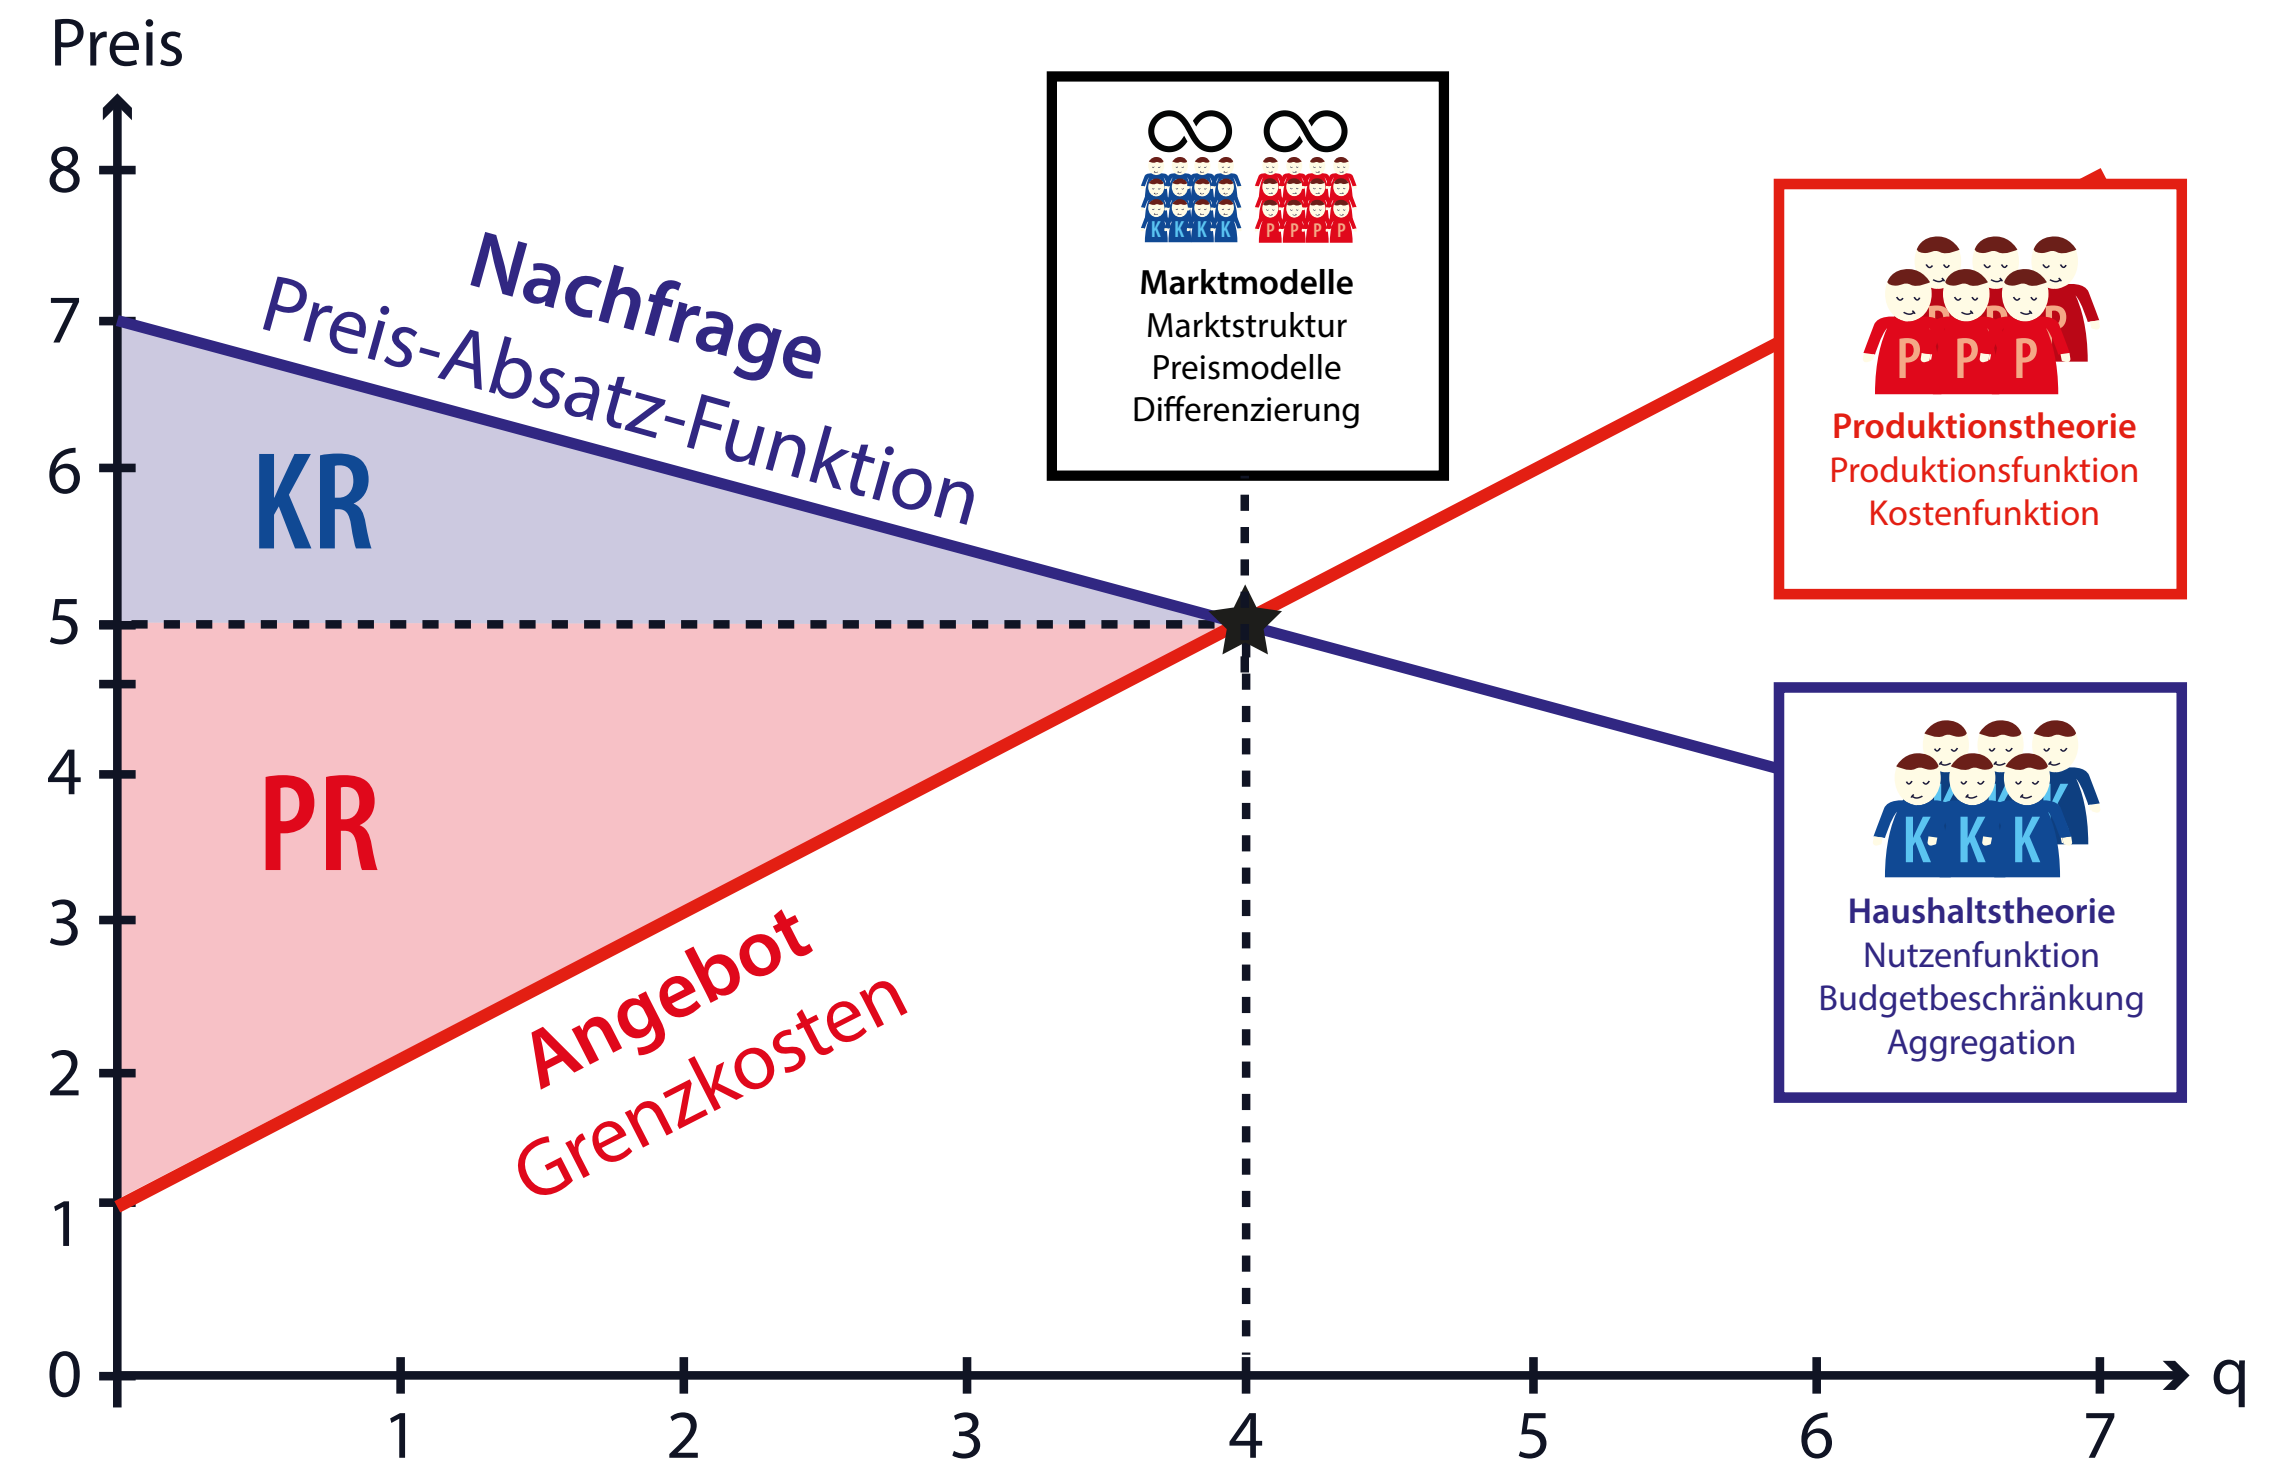 Preis
8
7
6
5
4
3
2
1
0
1
2
3
4
5
6
7
q
Nachfrage
Preis-Absatz-Funktion
KR
PR
Angebot
Grenzkosten
∞ ∞
K K K K P P P P
Marktmodelle
Marktstruktur
Preismodelle
Differenzierung
P P P
P P P
Produktionstheorie
Produktionsfunktion
Kostenfunktion
K K K
K K K
Haushaltstheorie
Nutzenfunktion
Budgetbeschränkung
Aggregation